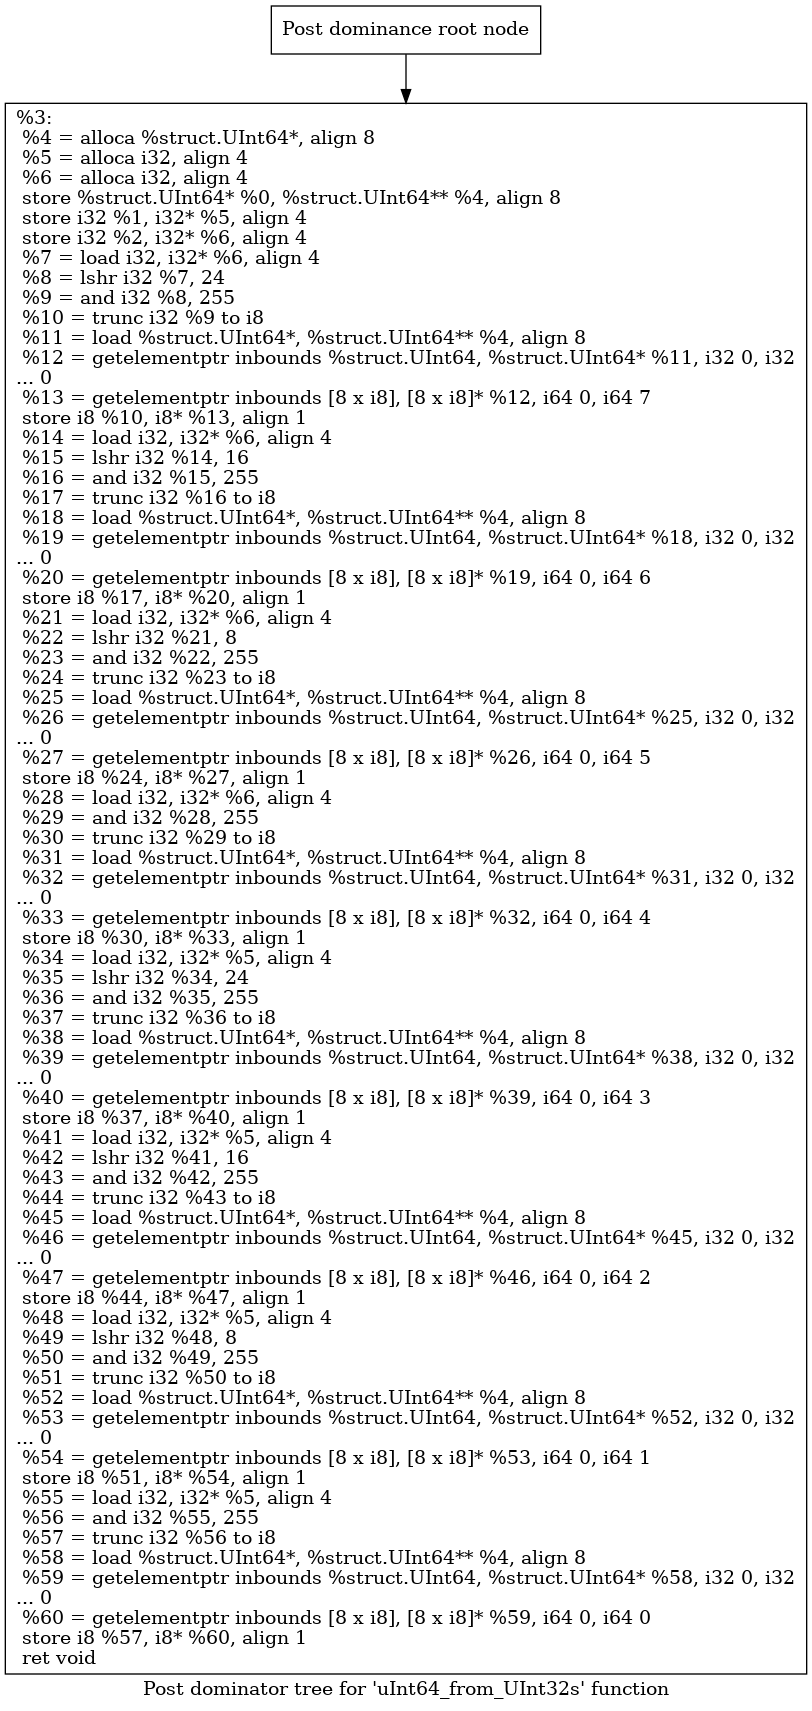 Post dominance root node
%3:
%4 = alloca %struct.UInt64*, align 8
%5 = alloca i32, align 4
%6 = alloca i32, align 4
store %struct.UInt64* %0, %struct.UInt64** %4, align 8
store i32 %1, i32* %5, align 4
store i32 %2, i32* %6, align 4
%7 = load i32, i32* %6, align 4
%8 = lshr i32 %7, 24
%9 = and i32 %8, 255
%10 = trunc i32 %9 to i8
%11 = load %struct.UInt64*, %struct.UInt64** %4, align 8
%12 = getelementptr inbounds %struct.UInt64, %struct.UInt64* %11, i32 0, i32
... 0
%13 = getelementptr inbounds [8 x i8], [8 x i8]* %12, i64 0, i64 7
store i8 %10, i8* %13, align 1
%14 = load i32, i32* %6, align 4
%15 = lshr i32 %14, 16
%16 = and i32 %15, 255
%17 = trunc i32 %16 to i8
%18 = load %struct.UInt64*, %struct.UInt64** %4, align 8
%19 = getelementptr inbounds %struct.UInt64, %struct.UInt64* %18, i32 0, i32
... 0
%20 = getelementptr inbounds [8 x i8], [8 x i8]* %19, i64 0, i64 6
store i8 %17, i8* %20, align 1
%21 = load i32, i32* %6, align 4
%22 = lshr i32 %21, 8
%23 = and i32 %22, 255
%24 = trunc i32 %23 to i8
%25 = load %struct.UInt64*, %struct.UInt64** %4, align 8
%26 = getelementptr inbounds %struct.UInt64, %struct.UInt64* %25, i32 0, i32
... 0
%27 = getelementptr inbounds [8 x i8], [8 x i8]* %26, i64 0, i64 5
store i8 %24, i8* %27, align 1
%28 = load i32, i32* %6, align 4
%29 = and i32 %28, 255
%30 = trunc i32 %29 to i8
%31 = load %struct.UInt64*, %struct.UInt64** %4, align 8
%32 = getelementptr inbounds %struct.UInt64, %struct.UInt64* %31, i32 0, i32
... 0
%33 = getelementptr inbounds [8 x i8], [8 x i8]* %32, i64 0, i64 4
store i8 %30, i8* %33, align 1
%34 = load i32, i32* %5, align 4
%35 = lshr i32 %34, 24
%36 = and i32 %35, 255
%37 = trunc i32 %36 to i8
%38 = load %struct.UInt64*, %struct.UInt64** %4, align 8
%39 = getelementptr inbounds %struct.UInt64, %struct.UInt64* %38, i32 0, i32
... 0
%40 = getelementptr inbounds [8 x i8], [8 x i8]* %39, i64 0, i64 3
store i8 %37, i8* %40, align 1
%41 = load i32, i32* %5, align 4
%42 = lshr i32 %41, 16
%43 = and i32 %42, 255
%44 = trunc i32 %43 to i8
%45 = load %struct.UInt64*, %struct.UInt64** %4, align 8
%46 = getelementptr inbounds %struct.UInt64, %struct.UInt64* %45, i32 0, i32
... 0
%47 = getelementptr inbounds [8 x i8], [8 x i8]* %46, i64 0, i64 2
store i8 %44, i8* %47, align 1
%48 = load i32, i32* %5, align 4
%49 = lshr i32 %48, 8
%50 = and i32 %49, 255
%51 = trunc i32 %50 to i8
%52 = load %struct.UInt64*, %struct.UInt64** %4, align 8
%53 = getelementptr inbounds %struct.UInt64, %struct.UInt64* %52, i32 0, i32
... 0
%54 = getelementptr inbounds [8 x i8], [8 x i8]* %53, i64 0, i64 1
store i8 %51, i8* %54, align 1
%55 = load i32, i32* %5, align 4
%56 = and i32 %55, 255
%57 = trunc i32 %56 to i8
%58 = load %struct.UInt64*, %struct.UInt64** %4, align 8
%59 = getelementptr inbounds %struct.UInt64, %struct.UInt64* %58, i32 0, i32
... 0
%60 = getelementptr inbounds [8 x i8], [8 x i8]* %59, i64 0, i64 0
store i8 %57, i8* %60, align 1
ret void
Post dominator tree for 'uInt64_from_UInt32s' function